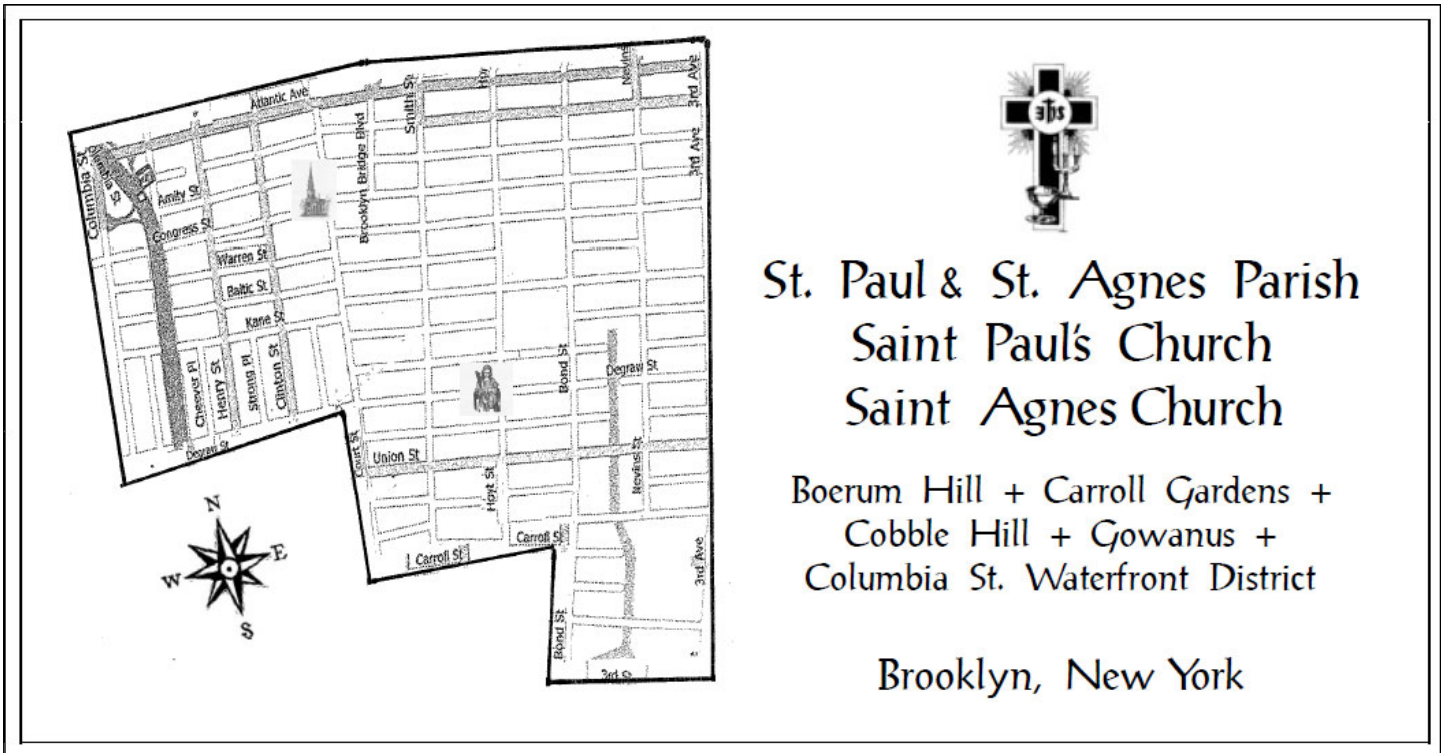 Atlantic Ave
Columbia St
Smith St
Nevins
3rd Ave
3rd Ave
Brooklyn Bridge Blvd
Amity
Congress St
Warren St
Baltic St
Kane St
Cheever Pl
Henry St
Strong Pl
Clinton St
Degraw St
Court St
Union St
Hoyt St
Bond St
Degraw St
Nevins St
Carroll St
Carroll St
Bond St
3rd Ave
3rd St
N
E
W
S
St. Paul & St. Agnes Parish
Saint Paul's Church
Saint Agnes Church
Boerum Hill + Carroll Gardens +
Cobble Hill + Gowanus +
Columbia St. Waterfront District
Brooklyn, New York